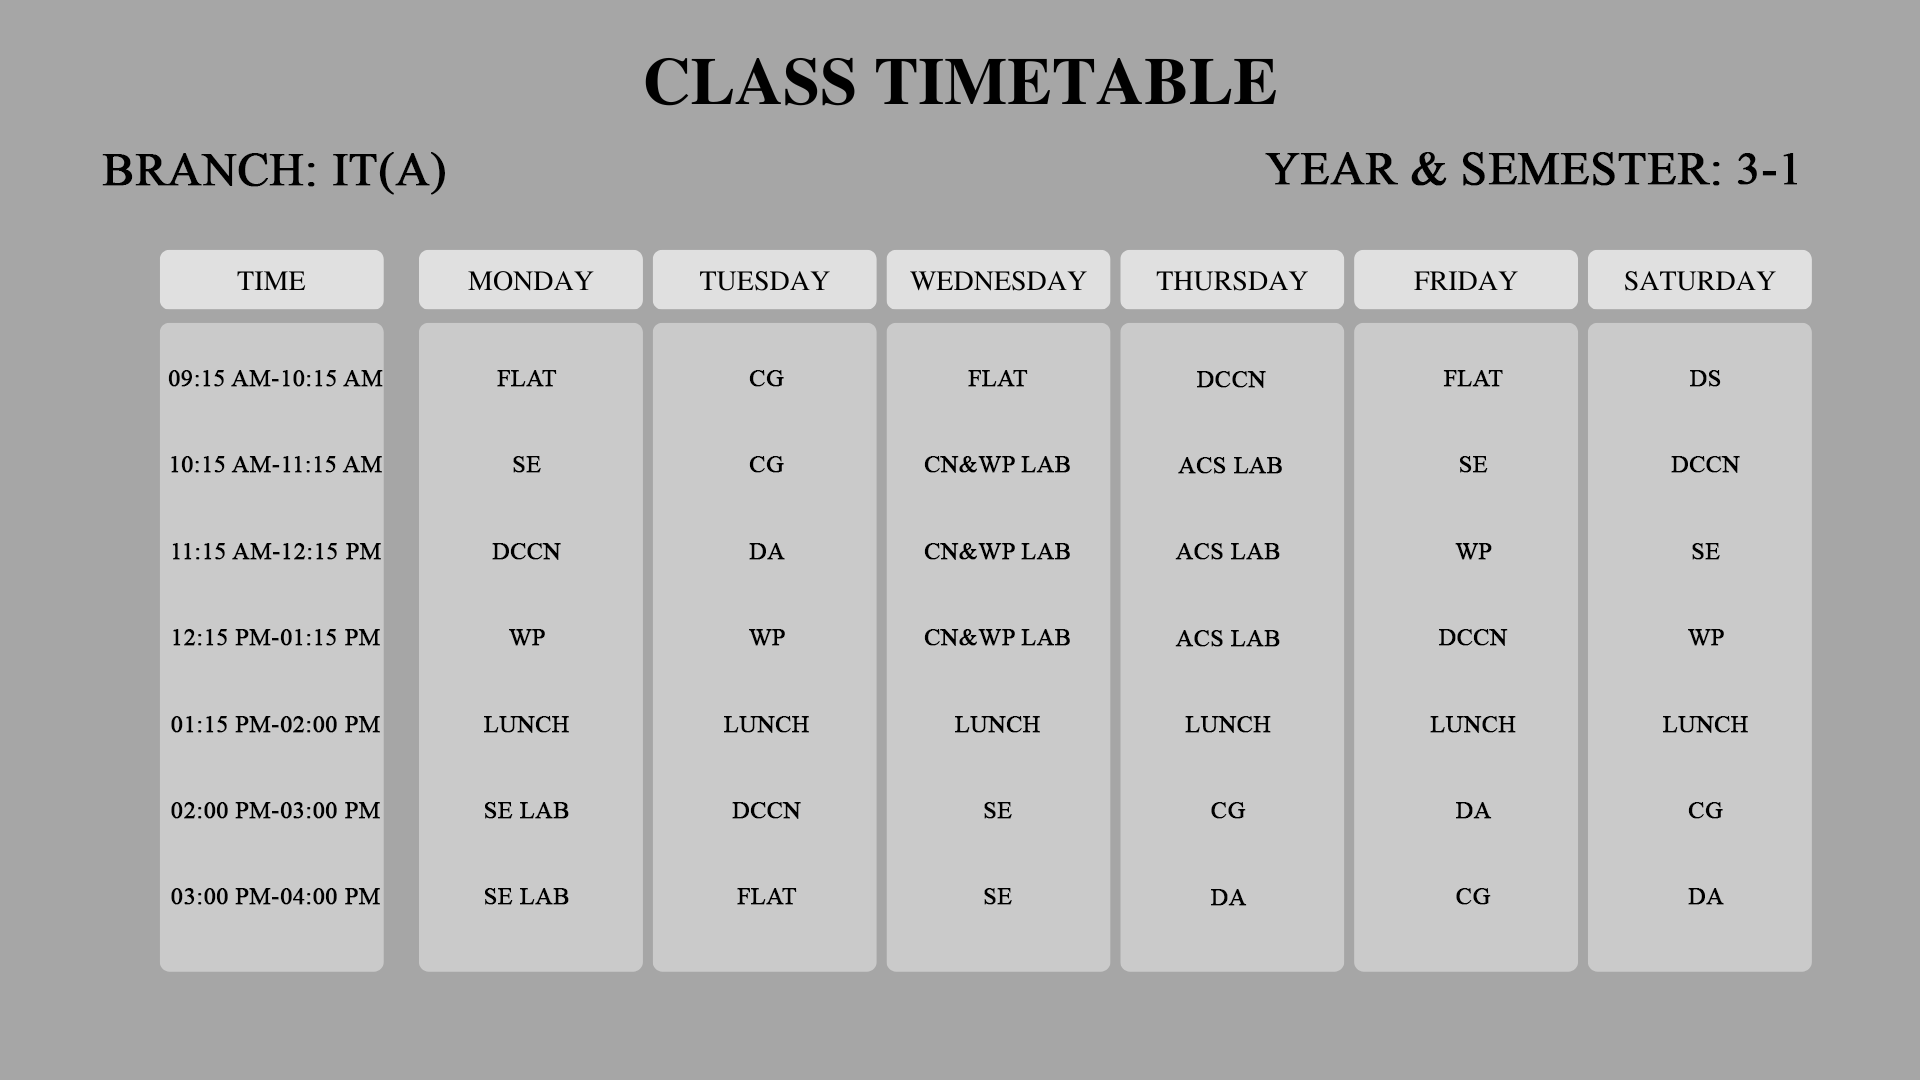 CLASS TIMETABLE
BRANCH: IT(A) YEAR & SEMESTER: 3-1
TIME MONDAY TUESDAY WEDNESDAY THURSDAY FRIDAY SATURDAY
09:15 AM-10:15 AM FLAT CG FLAT DCCN FLAT DS
10:15 AM-11:15 AM SE CG CN&WP LAB ACS LAB SE DCCN
11:15 AM-12:15 PM DCCN DA CN&WP LAB ACS LAB WP SE
12:15 PM-01:15 PM WP WP CN&WP LAB ACS LAB DCCN WP
01:15 PM-02:00 PM LUNCH LUNCH LUNCH LUNCH LUNCH LUNCH
02:00 PM-03:00 PM SE LAB DCCN SE CG DA CG
03:00 PM-04:00 PM SE LAB FLAT SE DA CG DA